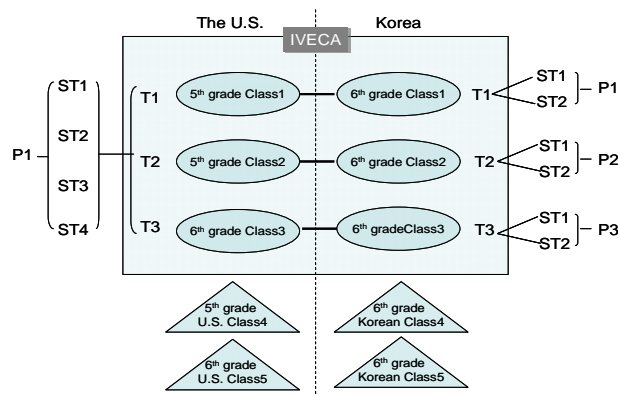 The U.S.
Korea
IVECA
P1
ST1
ST2
ST3
ST4
T1
T2
T3
5th grade Class1
5th grade Class2
6th grade Class3
6th grade Class1
6th grade Class2
6th gradeClass3
T1
ST1
ST2
P1
T2
ST1
ST2
P2
T3
ST1
ST2
P3
5th grade
U.S. Class4
6th grade
Korean Class4
6th grade
U.S. Class5
6th grade
Korean Class5